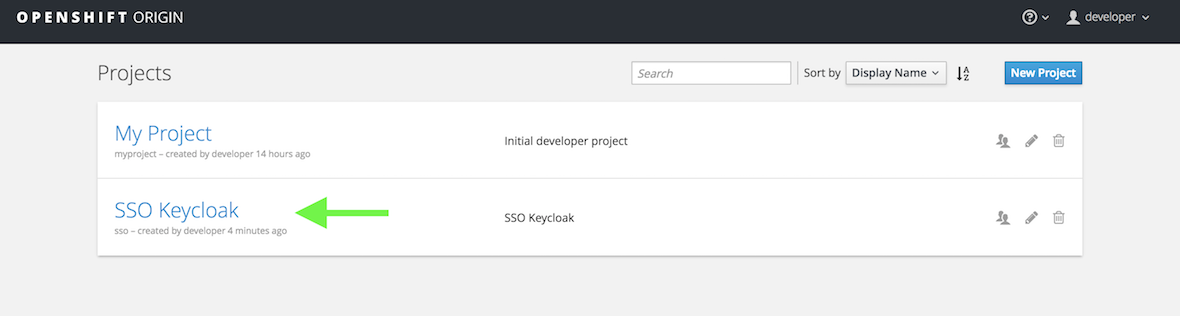 OPENSHIFT ORIGIN
developer
Projects
Search
Sort by
Display Name
A
Z
New Project
My Project
myproject – created by developer 14 hours ago
Initial developer project
SSO Keycloak
sso – created by developer 4 minutes ago
SSO Keycloak